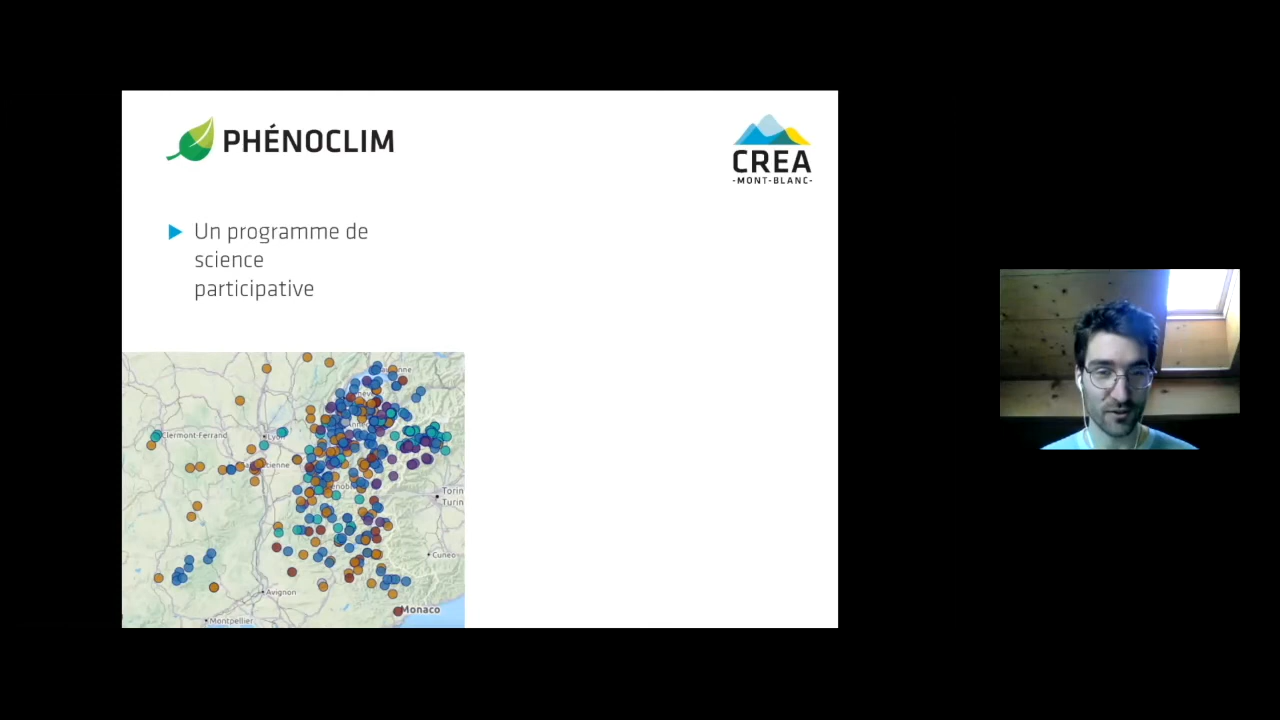 PHÉNOCLIM
CREA
-MONT-BLANC-
Un programme de
science
participative
Clermont-Ferrand
Lyon
Torin
Turin
Cuneo
Avignon
Monaco
Montpellier